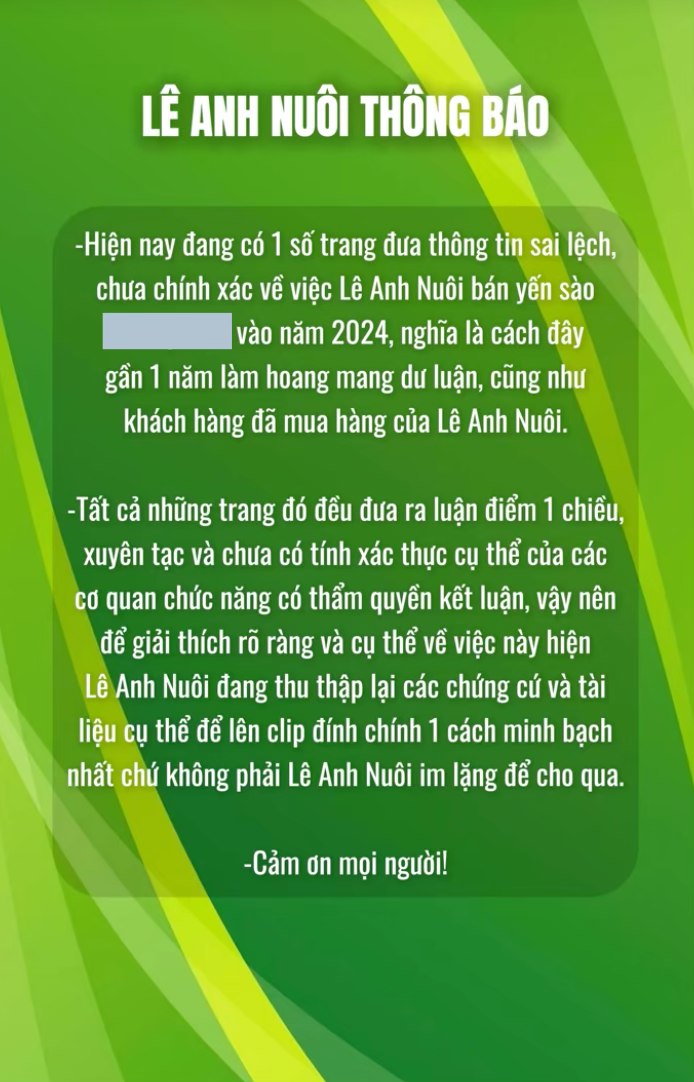 LÊ ANH NUÔI THÔNG BÁO
-Hiện nay đang có 1 số trang đưa thông tin sai lệch,
chưa chính xác về việc Lê Anh Nuôi bán yến sào
vào năm 2024, nghĩa là cách đây
gần 1 năm làm hoang mang dư luận, cũng như
khách hàng đã mua hàng của Lê Anh Nuôi.
-Tất cả những trang đó đều đưa ra luận điểm 1 chiều,
xuyên tạc và chưa có tính xác thực cụ thể của các
cơ quan chức năng có thẩm quyền kết luận, vậy nên
để giải thích rõ ràng và cụ thể về việc này hiện
Lê Anh Nuôi đang thu thập lại các chứng cứ và tài
liệu cụ thể để lên clip đính chính 1 cách minh bạch
nhất chứ không phải Lê Anh Nuôi im lặng để cho qua.
-Cảm ơn mọi người!